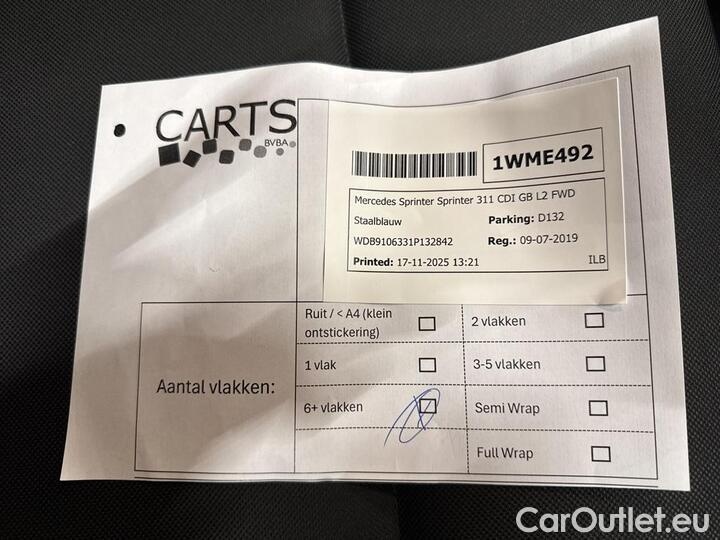 CARTS
BVBA
1WME492
Mercedes Sprinter Sprinter 311 CDI GB L2 FWD
Staalblauw Parking: D132
WDB9106331P132842 Reg.: 09-07-2019
Printed: 17-11-2025 13:21 ILB
Aantal vlakken:
Ruit / < A4 (klein
ontstickering)
2 vlakken
1 vlak
3-5 vlakken
6+ vlakken
Semi Wrap
Full Wrap
CarOutlet.eu